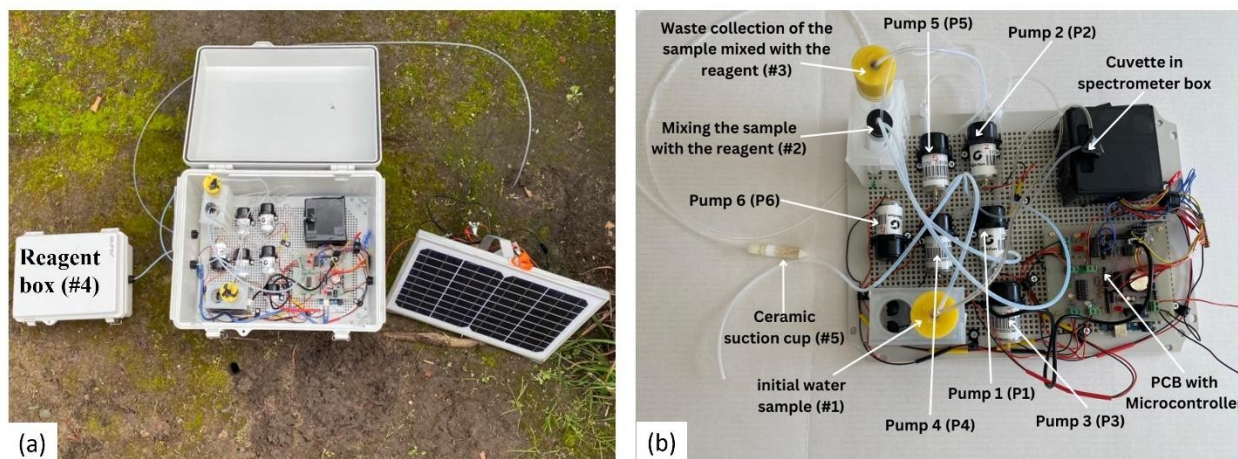 Reagent
box (#4)
(a)
Waste collection of the
sample mixed with the
reagent (#3)
Pump 5 (P5)
Pump 2 (P2)
Cuvette in
spectrometer box
Mixing the sample
with the reagent (#2)
Pump 6 (P6)
Ceramic
suction cup (#5)
initial water
sample (#1)
Pump 4 (P4)
Pump 1 (P1)
Pump 3 (P3)
PCB with
Microcontroller
(b)